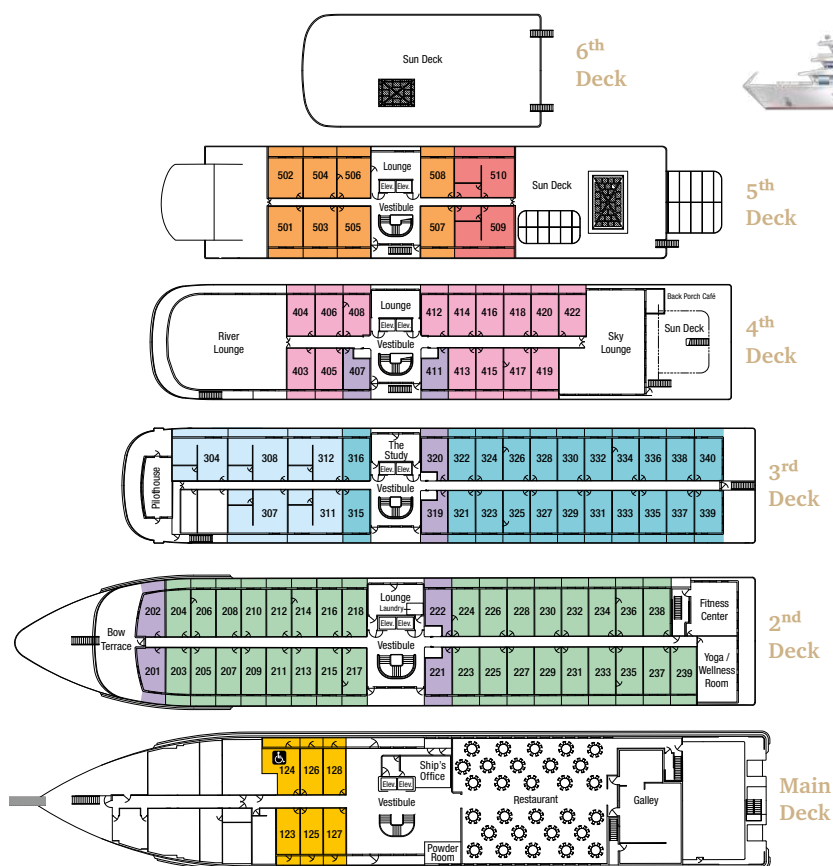 Sun Deck
6th
Deck
502 504 506 Lounge 508 510
Elev. Elev.
Vestibule
Sun Deck
501 503 505 507 509
5th
Deck
404 406 408 Lounge 412 414 416 418 420 422
Back Porch Café
Elev. Elev.
River
Lounge
Vestibule
Sky
Lounge
Sun Deck
403 405 407 411 413 415 417 419
4th
Deck
304 308 312 316 The
Study
320 322 324 326 328 330 332 334 336 338 340
Elev. Elev.
Pilothouse
Vestibule
307 311 315 319 321 323 325 327 329 331 333 335 337 339
3rd
Deck
202 204 206 208 210 212 214 216 218 Lounge
Laundry
222 224 226 228 230 232 234 236 238
Fitness
Center
Elev. Elev.
Bow
Terrace
Vestibule
201 203 205 207 209 211 213 215 217 221 223 225 227 229 231 233 235 237 239
Yoga /
Wellness
Room
2nd
Deck
124 126 128
Ship's
Office
Elev. Elev.
Vestibule
Restaurant
Galley
123 125 127
Powder
Room
Main
Deck